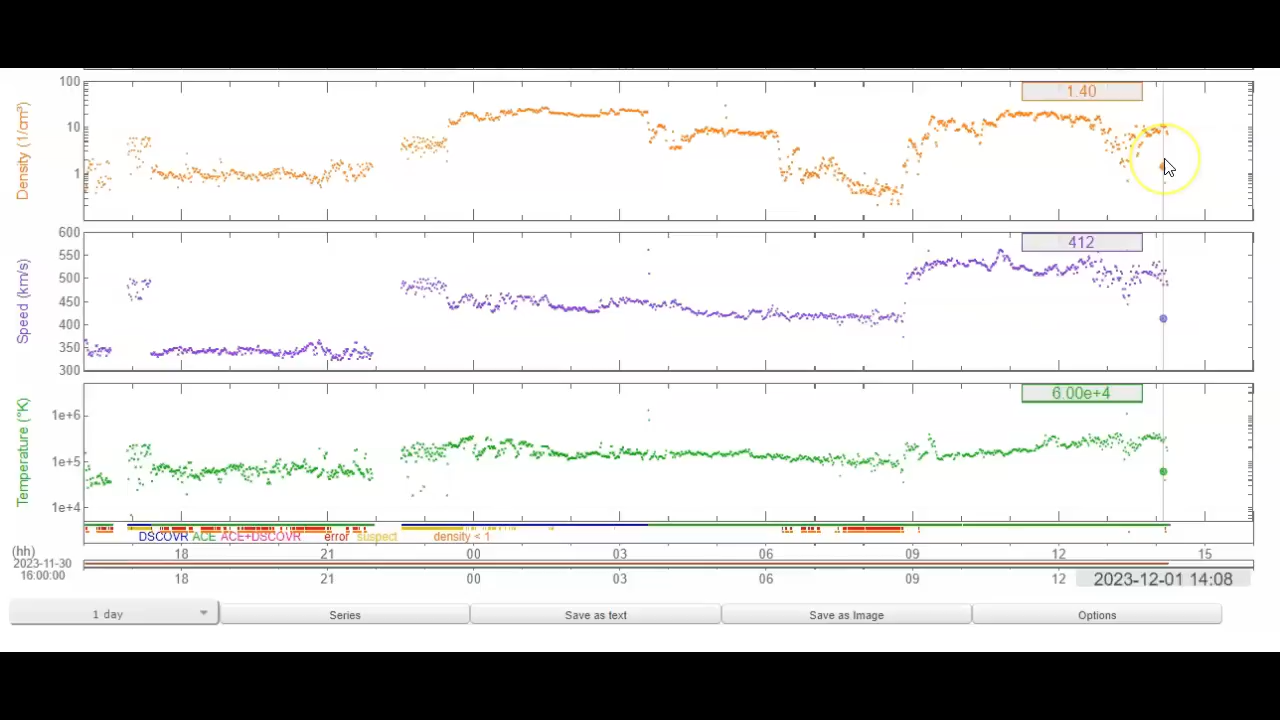 100
10
1
Density (1/cm³)
1.40
600
550
500
450
400
350
300
Speed (km/s)
412
1e+6
1e+5
1e+4
Temperature (°K)
6.00e+4
DSCOVR ACE ACE+DSCOVR error suspect density < 1
(hh) 18 21 00 03 06 09 12 15
2023-11-30
16:00:00
18 21 00 03 06 09 12 2023-12-01 14:08
1 day Series Save as text Save as Image Options